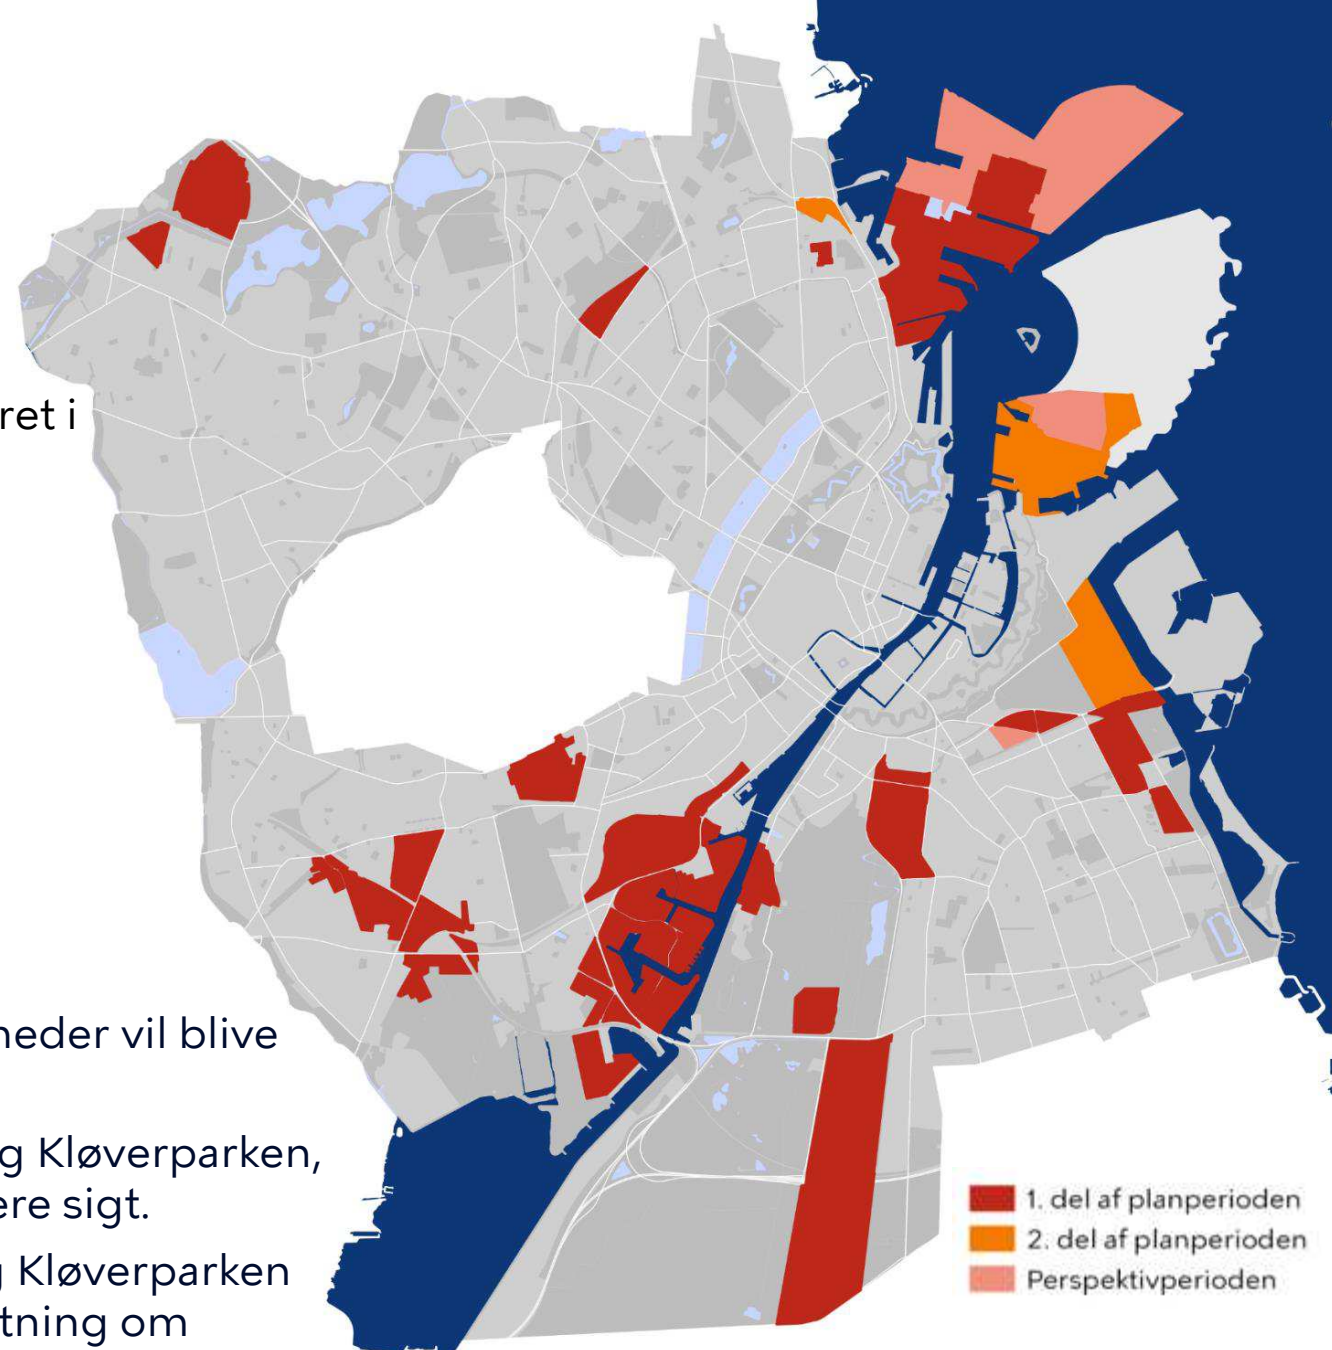 ret i
heder vil blive
g Kløverparken,
ere sigt.
g Kløverparken
tning om
1. del af planperioden
2. del af planperioden
Perspektivperioden